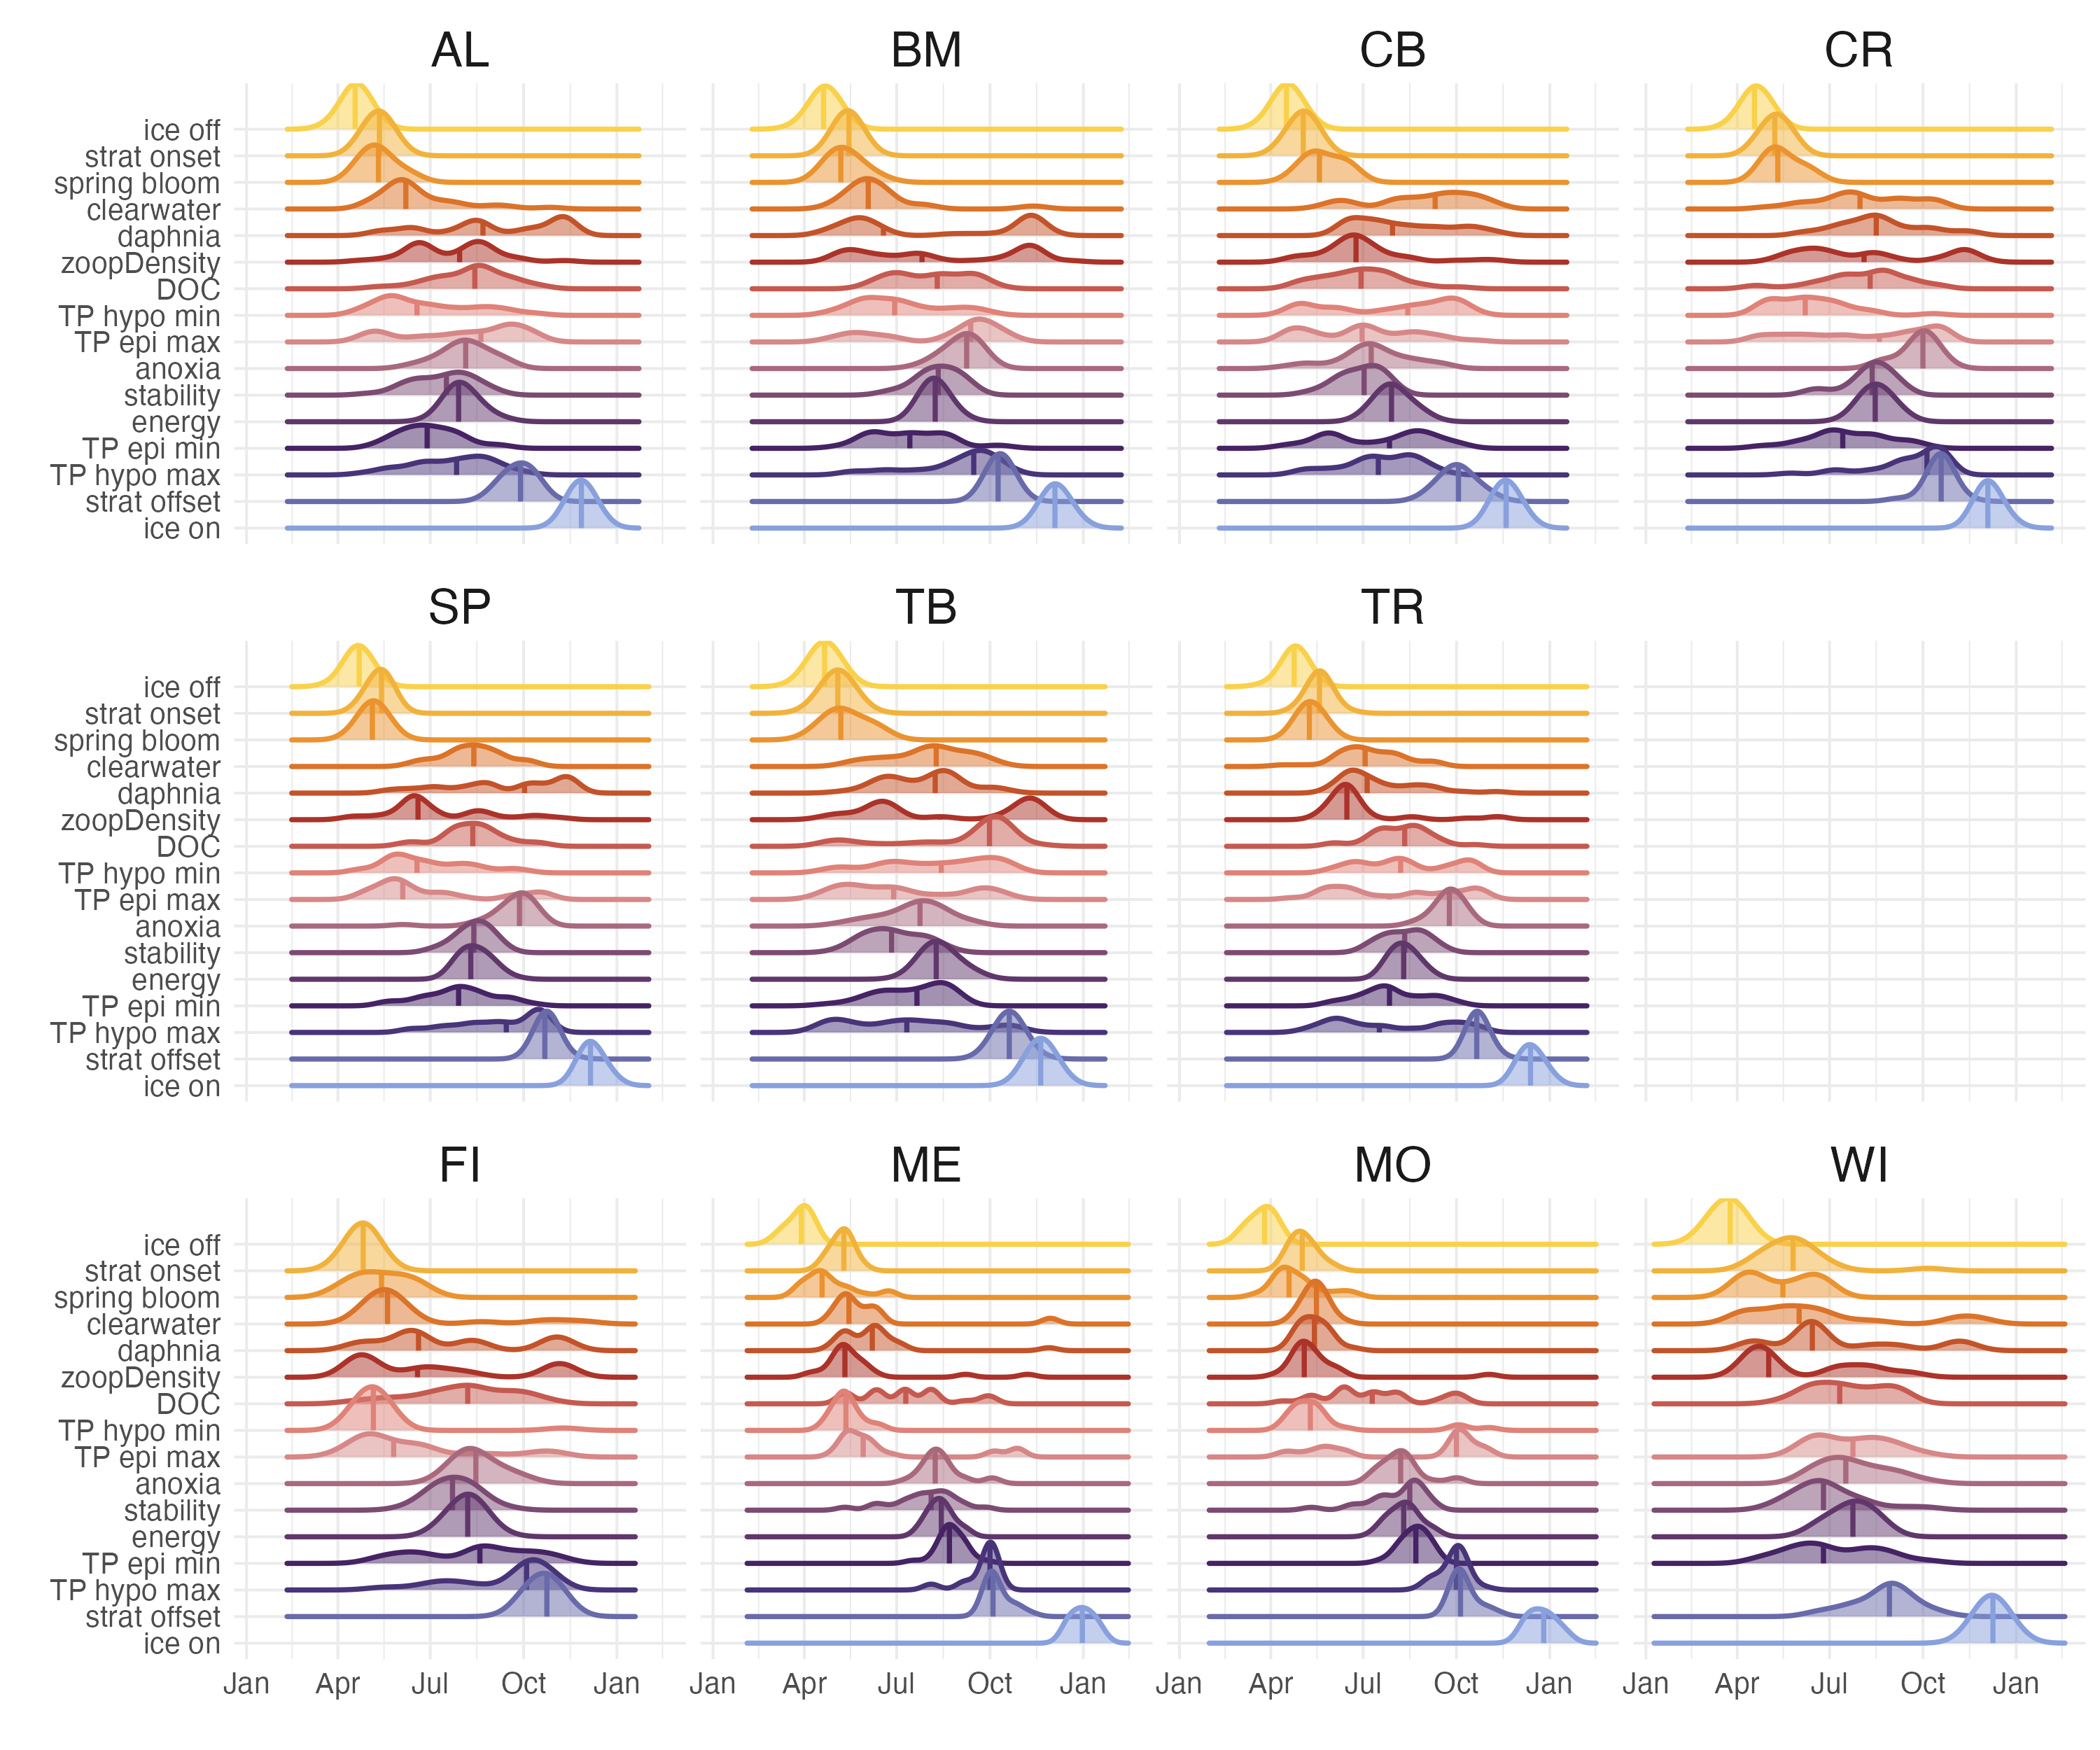 AL BM CB CR
ice off
strat onset
spring bloom
clearwater
daphnia
zoopDensity
DOC
TP hypo min
TP epi max
anoxia
stability
energy
TP epi min
TP hypo max
strat offset
ice on
SP TB TR
ice off
strat onset
spring bloom
clearwater
daphnia
zoopDensity
DOC
TP hypo min
TP epi max
anoxia
stability
energy
TP epi min
TP hypo max
strat offset
ice on
FI ME MO WI
ice off
strat onset
spring bloom
clearwater
daphnia
zoopDensity
DOC
TP hypo min
TP epi max
anoxia
stability
energy
TP epi min
TP hypo max
strat offset
ice on
Jan Apr Jul Oct Jan Jan Apr Jul Oct Jan Jan Apr Jul Oct Jan Jan Apr Jul Oct Jan